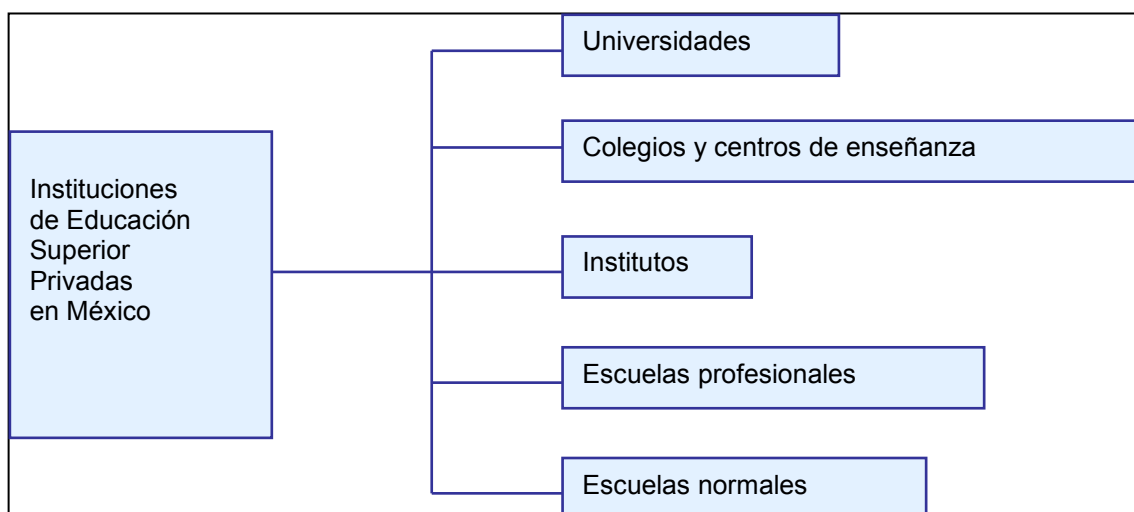 Instituciones
de Educación
Superior
Privadas
en México
Universidades
Colegios y centros de enseñanza
Institutos
Escuelas profesionales
Escuelas normales